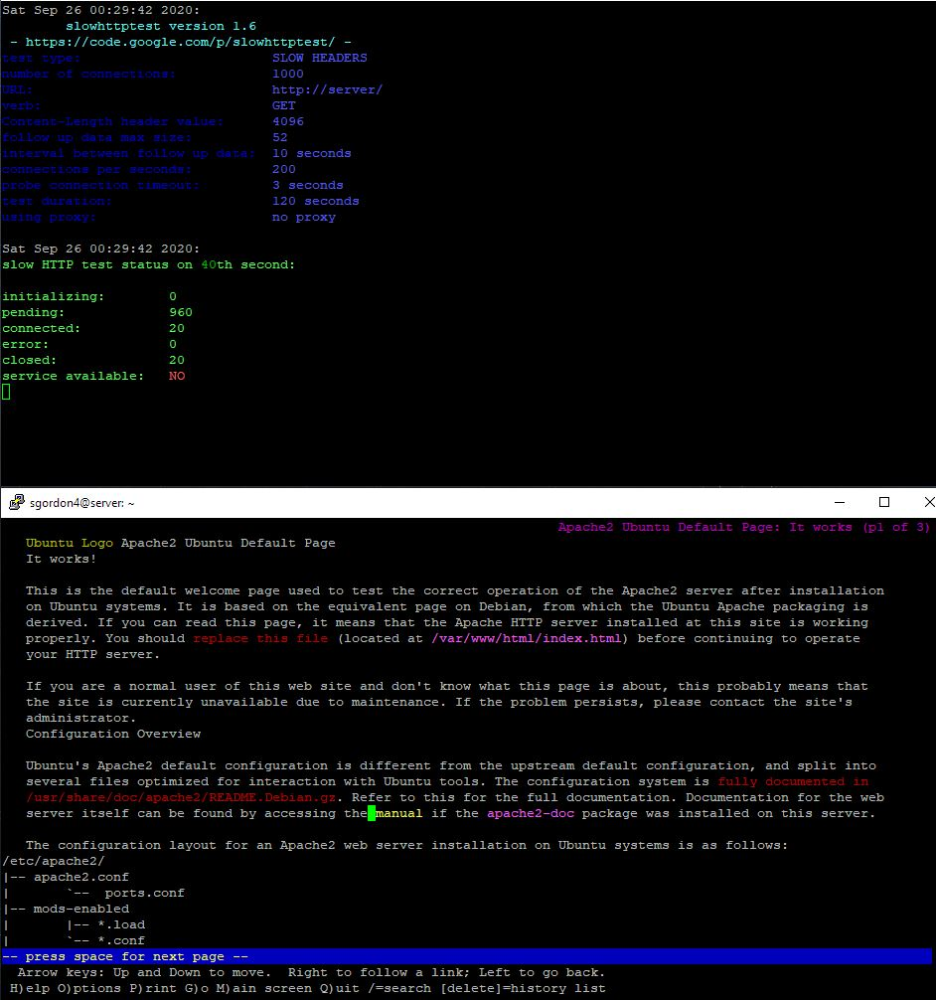 Sat Sep 26 00:29:42 2020:
slowhttptest version 1.6
- https://code.google.com/p/slowhttptest/ -
test type: SLOW HEADERS
number of connections: 1000
URL: http://server/
verb: GET
Content-Length header value: 4096
follow up data max size: 52
interval between follow up data: 10 seconds
connections per seconds: 200
probe connection timeout: 3 seconds
test duration: 120 seconds
using proxy: no proxy
Sat Sep 26 00:29:42 2020:
slow HTTP test status on 40th second:
initializing: 0
pending: 960
connected: 20
error: 0
closed: 20
service available: NO
sgordon4@server: ~
Apache2 Ubuntu Default Page: It works (p1 of 3)
Ubuntu Logo Apache2 Ubuntu Default Page
It works!
This is the default welcome page used to test the correct operation of the Apache2 server after installation
on Ubuntu systems. It is based on the equivalent page on Debian, from which the Ubuntu Apache packaging is
derived. If you can read this page, it means that the Apache HTTP server installed at this site is working
properly. You should replace this file (located at /var/www/html/index.html) before continuing to operate
your HTTP server.
If you are a normal user of this web site and don't know what this page is about, this probably means that
the site is currently unavailable due to maintenance. If the problem persists, please contact the site's
administrator.
Configuration Overview
Ubuntu's Apache2 default configuration is different from the upstream default configuration, and split into
several files optimized for interaction with Ubuntu tools. The configuration system is fully documented in
/usr/share/doc/apache2/README.Debian.gz. Refer to this for the full documentation. Documentation for the web
server itself can be found by accessing the manual if the apache2-doc package was installed on this server.
The configuration layout for an Apache2 web server installation on Ubuntu systems is as follows:
/etc/apache2/
|-- apache2.conf
|       `--  ports.conf
|-- mods-enabled
|       |-- *.load
|       `-- *.conf
-- press space for next page --
Arrow keys: Up and Down to move.  Right to follow a link; Left to go back.
H)elp O)ptions P)rint G)o M)ain screen Q)uit /=search [delete]=history list